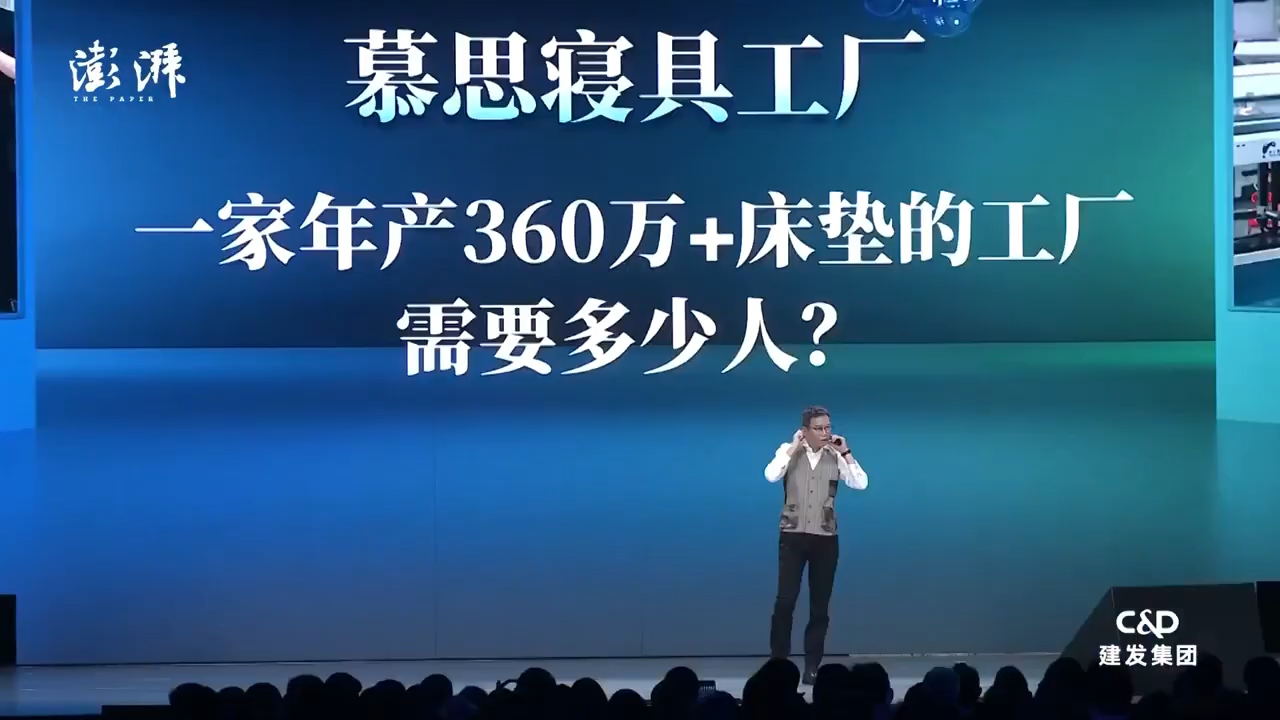 澎湃
THE PAPER
慕思寝具工厂
一家年产360万+床垫的工厂
需要多少人？
C&D
建发集团